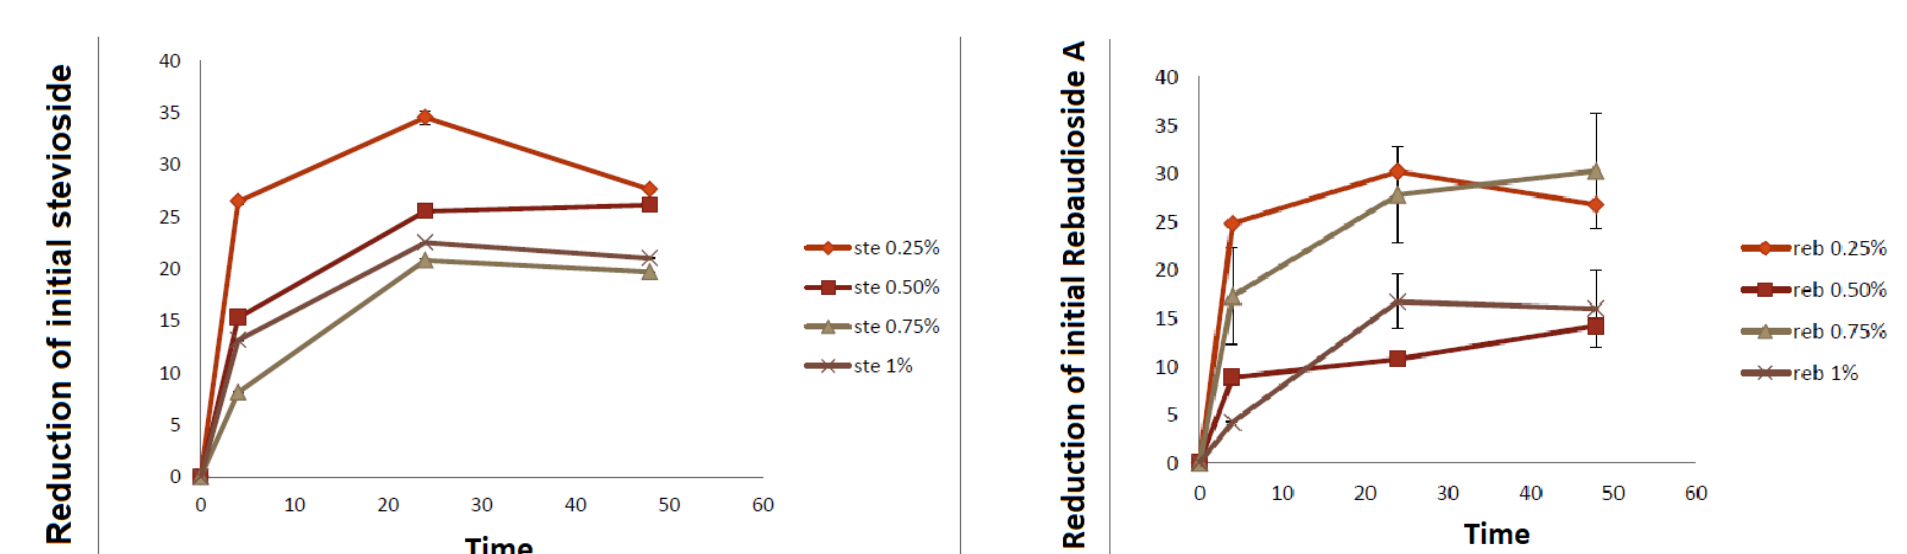 Reduction of initial stevioside
40
35
30
25
20
15
10
5
0
0 10 20 30 40 50 60
Time
ste 0.25%
ste 0.50%
ste 0.75%
ste 1%
Reduction of initial Rebaudioside A
40
35
30
25
20
15
10
5
0
0 10 20 30 40 50 60
Time
reb 0.25%
reb 0.50%
reb 0.75%
reb 1%